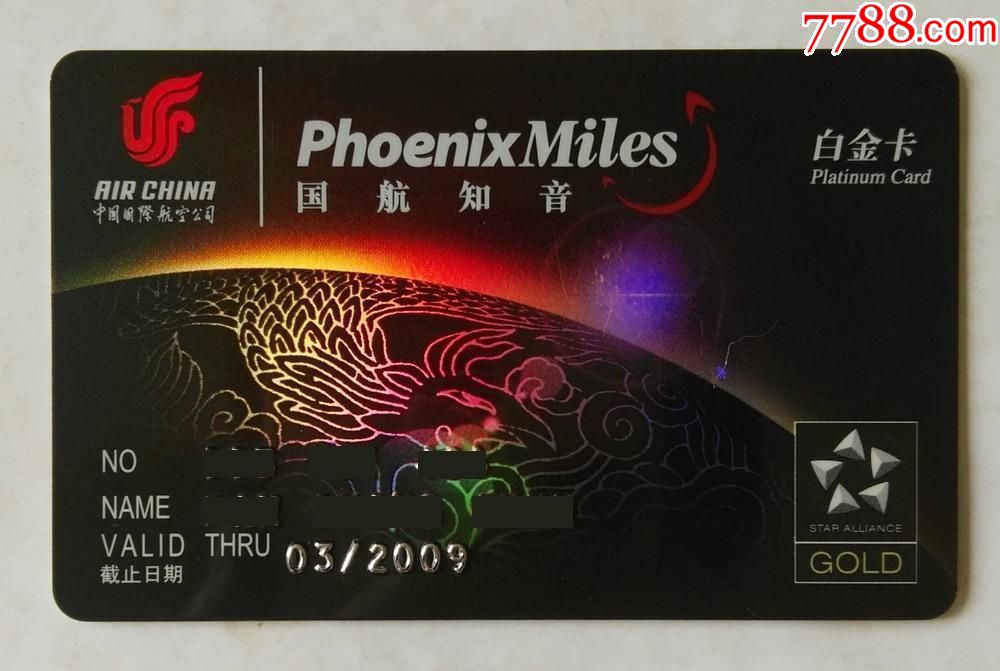 7788.com
AIR CHINA
中国国际航空公司
PhoenixMiles
国航知音
白金卡
Platinum Card
NO
NAME
VALID THRU 03/2009
截止日期
STAR ALLIANCE
GOLD